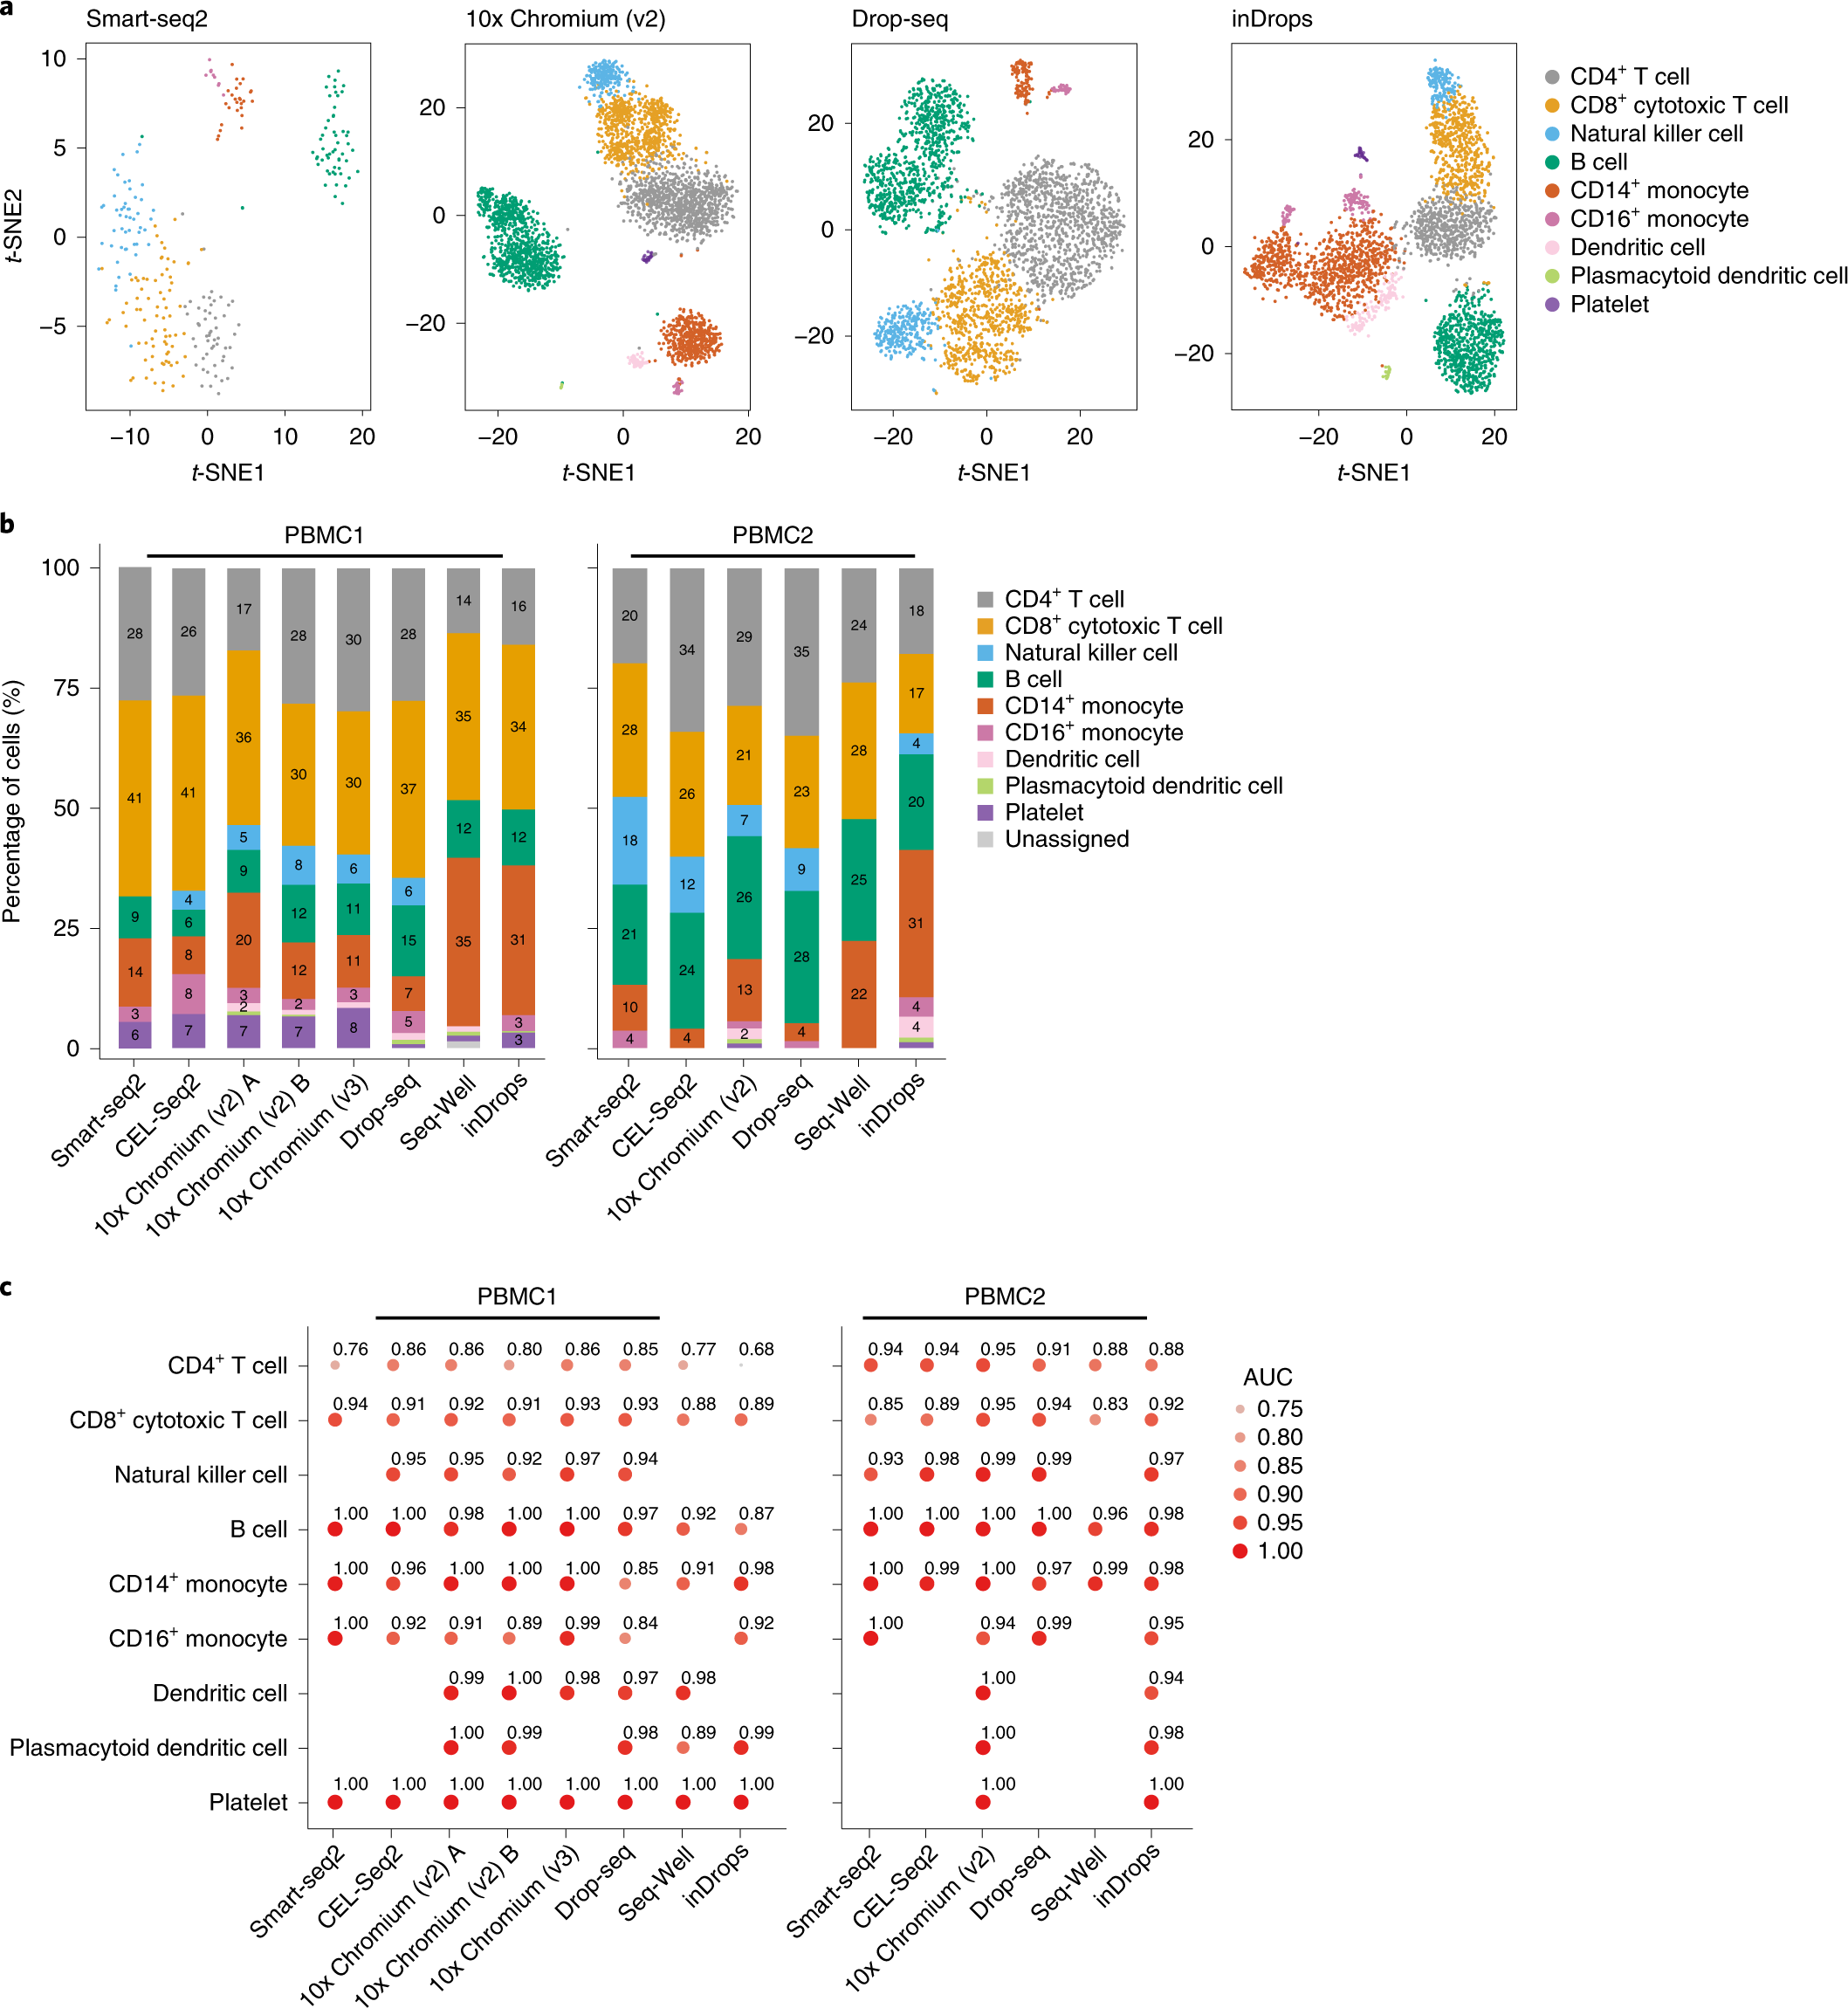 a
Smart-seq2
10x Chromium (v2)
Drop-seq
inDrops
t-SNE2
10
5
0
−5
−10 0 10 20
t-SNE1
20
0
−20
−20 0 20
t-SNE1
20
0
−20
−20 0 20
t-SNE1
20
0
−20
−20 0 20
t-SNE1
CD4+ T cell
CD8+ cytotoxic T cell
Natural killer cell
B cell
CD14+ monocyte
CD16+ monocyte
Dendritic cell
Plasmacytoid dendritic cell
Platelet
b
PBMC1
PBMC2
Percentage of cells (%)
100
75
50
25
0
28 41 9 14 3 6
26 41 4 6 8 8 7
17 36 5 9 20 3 2 7
28 30 8 12 12 2 7
30 30 6 11 11 3 8
28 37 6 15 7 5
14 35 12 35
16 34 12 31 3 3
20 28 18 21 10 4
34 26 12 24 4
29 21 7 26 13 2
35 23 9 28 4
24 28 25 22
18 17 4 20 31 4 4
Smart-seq2
CEL-Seq2
10x Chromium (v2) A
10x Chromium (v2) B
10x Chromium (v3)
Drop-seq
Seq-Well
inDrops
Smart-seq2
CEL-Seq2
10x Chromium (v2)
Drop-seq
Seq-Well
inDrops
CD4+ T cell
CD8+ cytotoxic T cell
Natural killer cell
B cell
CD14+ monocyte
CD16+ monocyte
Dendritic cell
Plasmacytoid dendritic cell
Platelet
Unassigned
c
PBMC1
PBMC2
CD4+ T cell 0.76 0.86 0.86 0.80 0.86 0.85 0.77 0.68 0.94 0.94 0.95 0.91 0.88 0.88
CD8+ cytotoxic T cell 0.94 0.91 0.92 0.91 0.93 0.93 0.88 0.89 0.85 0.89 0.95 0.94 0.83 0.92
Natural killer cell 0.95 0.95 0.92 0.97 0.94 0.93 0.98 0.99 0.99 0.97
B cell 1.00 1.00 0.98 1.00 1.00 0.97 0.92 0.87 1.00 1.00 1.00 1.00 0.96 0.98
CD14+ monocyte 1.00 0.96 1.00 1.00 1.00 0.85 0.91 0.98 1.00 0.99 1.00 0.97 0.99 0.98
CD16+ monocyte 1.00 0.92 0.91 0.89 0.99 0.84 0.92 1.00 0.94 0.99 0.95
Dendritic cell 0.99 1.00 0.98 0.97 0.98 1.00 0.94
Plasmacytoid dendritic cell 1.00 0.99 0.98 0.89 0.99 1.00 0.98
Platelet 1.00 1.00 1.00 1.00 1.00 1.00 1.00 1.00 1.00 1.00
Smart-seq2
CEL-Seq2
10x Chromium (v2) A
10x Chromium (v2) B
10x Chromium (v3)
Drop-seq
Seq-Well
inDrops
Smart-seq2
CEL-Seq2
10x Chromium (v2)
Drop-seq
Seq-Well
inDrops
AUC
0.75
0.80
0.85
0.90
0.95
1.00